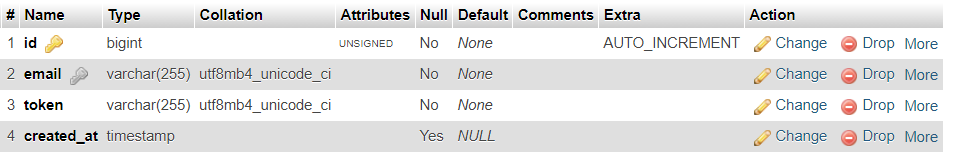 # Name Type Collation Attributes Null Default Comments Extra Action
1 id bigint UNSIGNED No None AUTO_INCREMENT Change Drop More
2 email varchar(255) utf8mb4_unicode_ci No None Change Drop More
3 token varchar(255) utf8mb4_unicode_ci No None Change Drop More
4 created_at timestamp Yes NULL Change Drop More